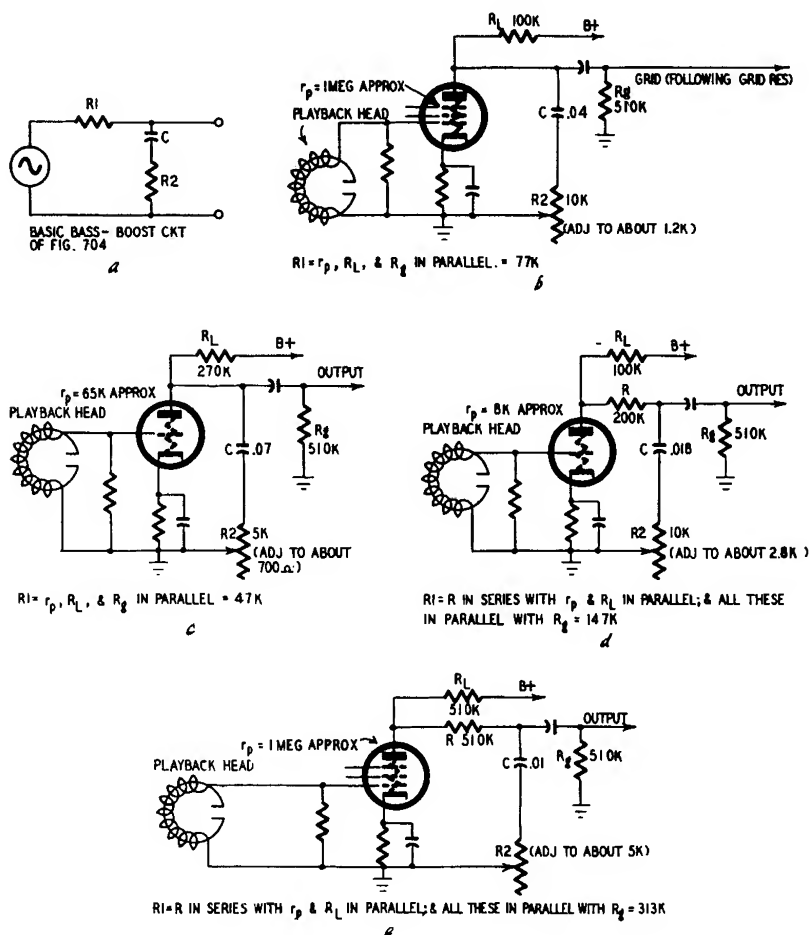 R1
C
R2
BASIC BASS- BOOST CKT
OF FIG. 704
a
RL 100K
B+
rp = 1MEG APPROX
PLAYBACK HEAD
GRID (FOLLOWING GRID RES)
Rg
510K
C .04
R2
10K
(ADJ TO ABOUT 1.2K)
R1= rp, RL, & Rg IN PARALLEL. = 77K
b
RL
270K
B+
OUTPUT
rp = 65K APPROX
PLAYBACK HEAD
Rg
510K
C .07
R2
5K
(ADJ TO ABOUT
700Ω)
R1= rp, RL, & Rg IN PARALLEL = 47K
c
RL
100K
B+
R
200K
OUTPUT
rp = 8K APPROX
PLAYBACK HEAD
Rg
510K
C .018
R2
10K
(ADJ TO ABOUT 2.8K)
R1= R IN SERIES WITH rp & RL IN PARALLEL; & ALL THESE
IN PARALLEL WITH Rg = 147K
d
RL
510K
B+
R 510K
OUTPUT
rp = 1MEG APPROX
PLAYBACK HEAD
C .01
Rg
510K
R2
(ADJ TO ABOUT 5K)
R1= R IN SERIES WITH rp & RL IN PARALLEL; & ALL THESE IN PARALLEL WITH Rg = 313K
e